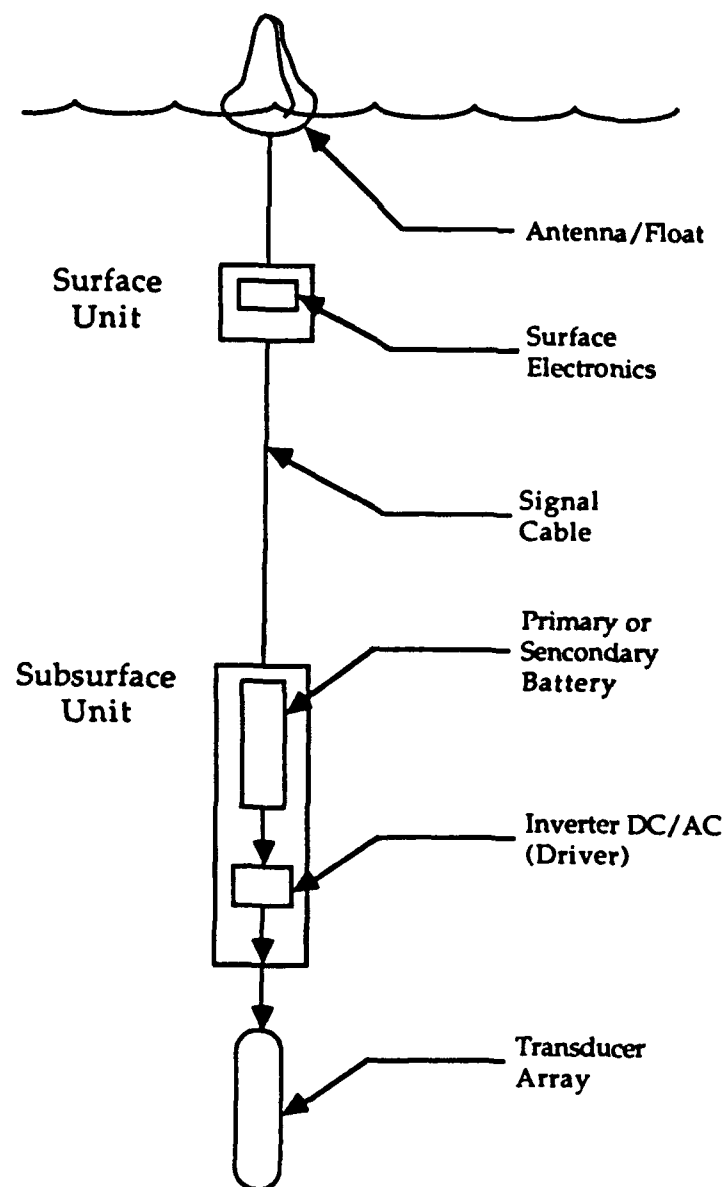 Antenna/Float
Surface
Unit
Surface
Electronics
Signal
Cable
Primary or
Sencondary
Battery
Subsurface
Unit
Inverter DC/AC
(Driver)
Transducer
Array